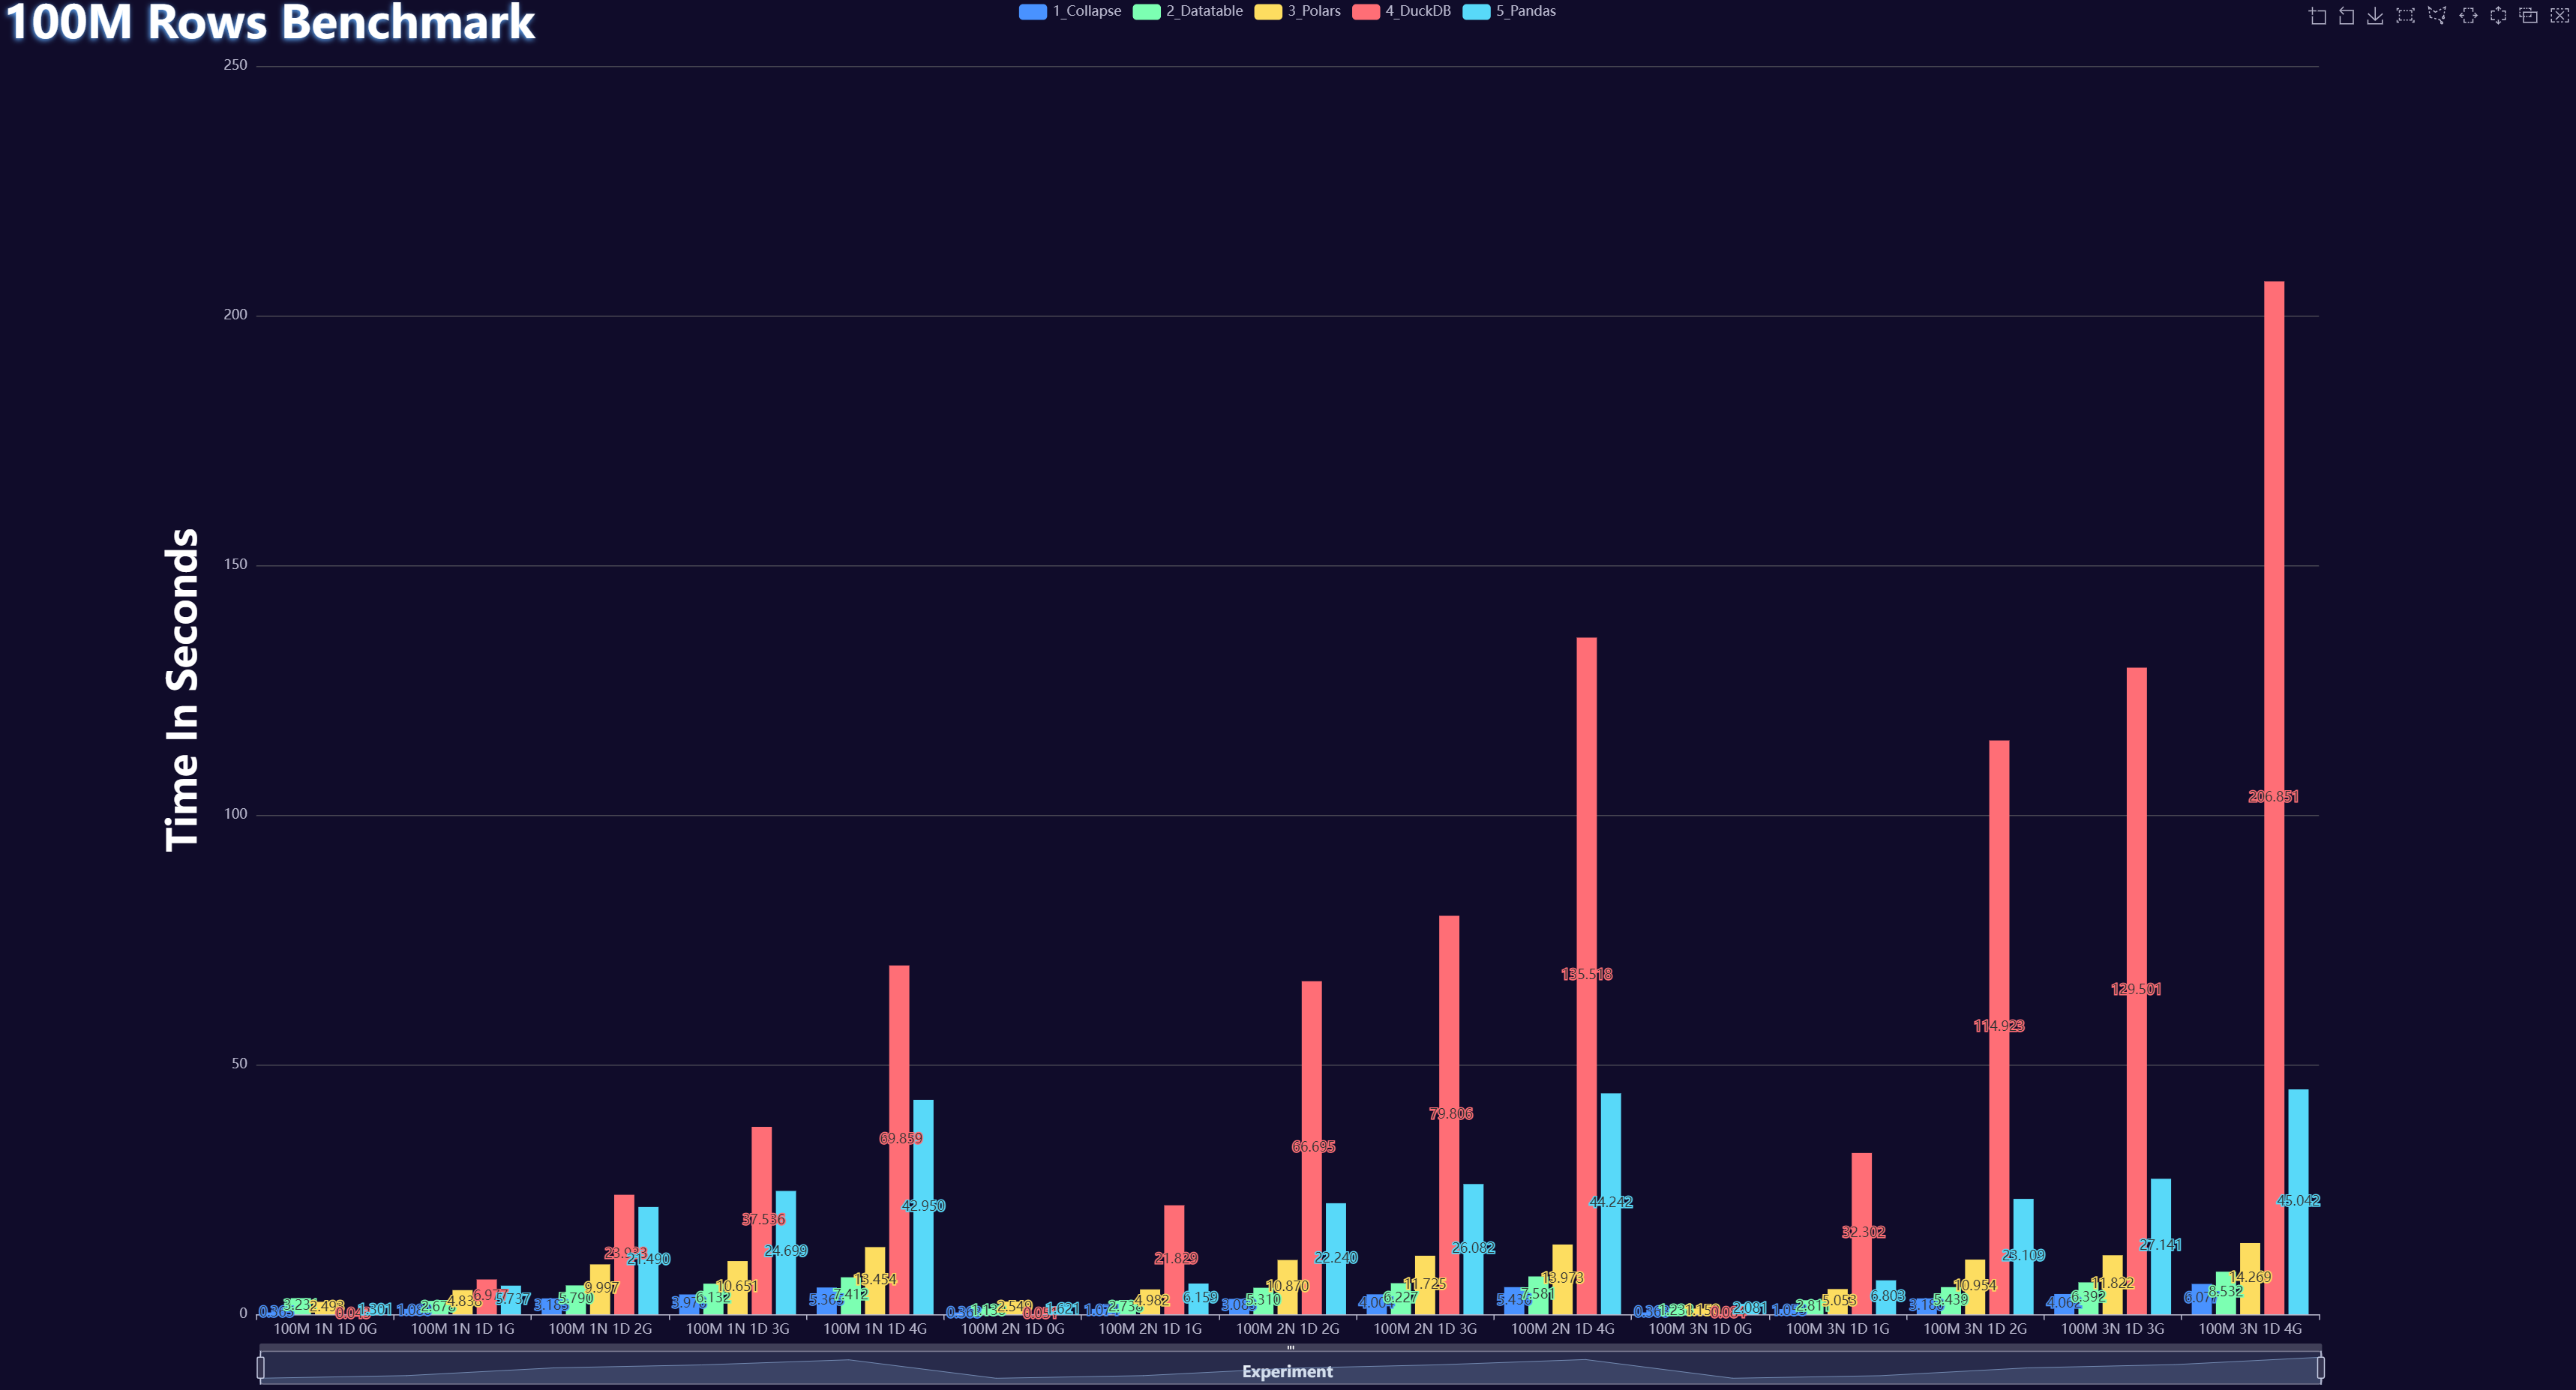 100M Rows Benchmark
1_Collapse 2_Datatable 3_Polars 4_DuckDB 5_Pandas
250
200
150
100
50
0
Time In Seconds
3.231 2.493 1.301
4.838 5.737
5.790 9.997 21.490
6.132 10.651 37.536 24.699
7.412 13.454 69.859 42.950
2.549 1.621
4.982 21.829 6.159
5.310 10.870 66.695 22.240
6.227 11.725 79.806 26.082
7.581 13.973 135.518 44.242
2.081
5.053 32.302 6.803
5.439 10.954 114.923 23.109
6.392 11.822 129.501 27.141
8.532 14.269 206.851 45.042
100M 1N 1D 0G
100M 1N 1D 1G
100M 1N 1D 2G
100M 1N 1D 3G
100M 1N 1D 4G
100M 2N 1D 0G
100M 2N 1D 1G
100M 2N 1D 2G
100M 2N 1D 3G
100M 2N 1D 4G
100M 3N 1D 0G
100M 3N 1D 1G
100M 3N 1D 2G
100M 3N 1D 3G
100M 3N 1D 4G
Experiment